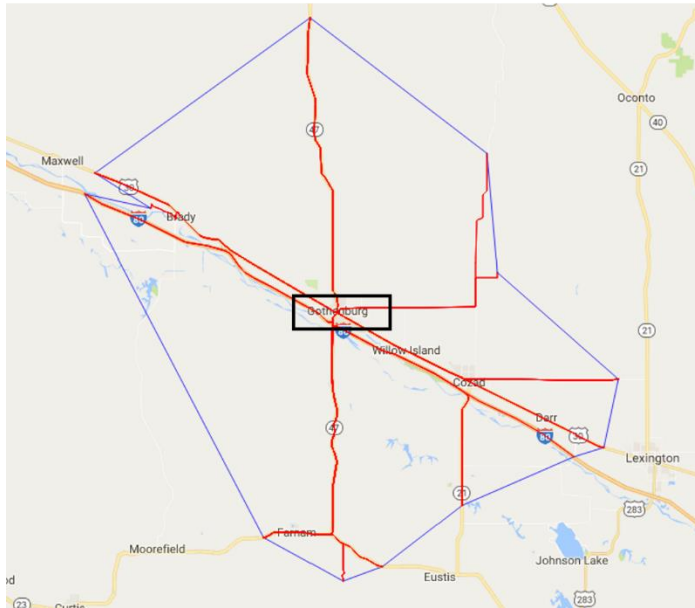 Oconto
40
47
Maxwell
21
30
80
Brady
Gothenburg
80
21
Willow Island
Cozad
Darr
47
80
30
Lexington
21
283
Farnam
Moorefield
Johnson Lake
Eustis
283
23